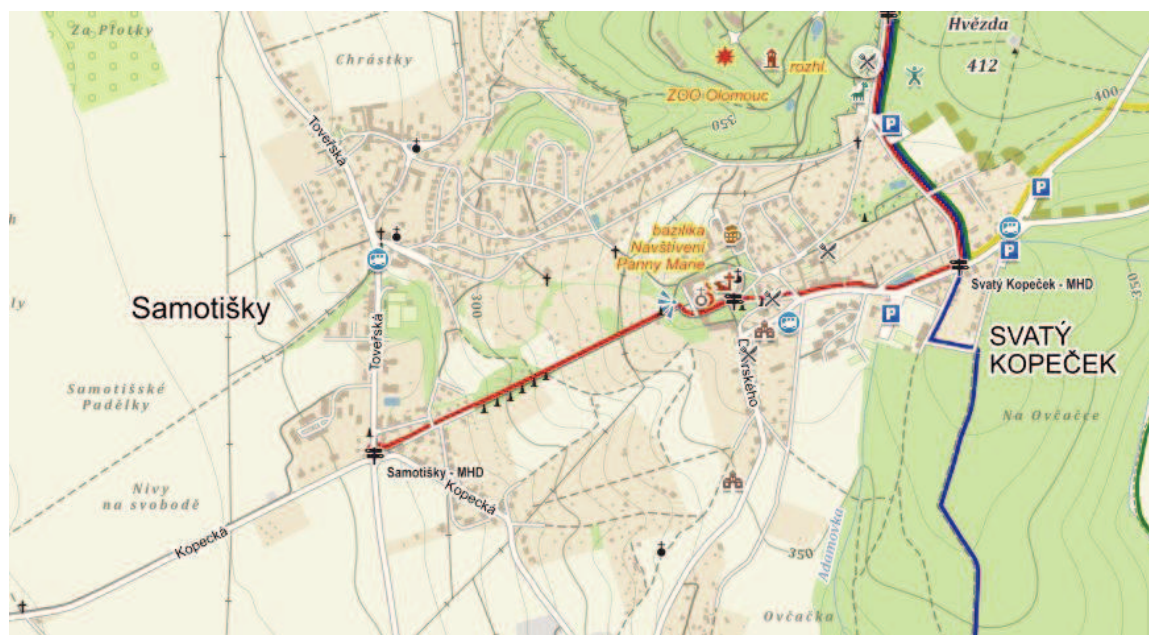 Za Plotky
Chrástky
Hvězda
412
rozhl.
ZOO Olomouc
400
350
Toveřská
bazilika
Navštívení
Panny Marie
Svatý Kopeček - MHD
350
Samotišky
300
SVATÝ
KOPEČEK
Toveřská
Samotišské
Padělky
Na Ovčačce
Samotišky - MHD
Kopecká
Nivy
na svobodě
Kopecká
Adamovka
350
Ovčačka
P
P
P
P